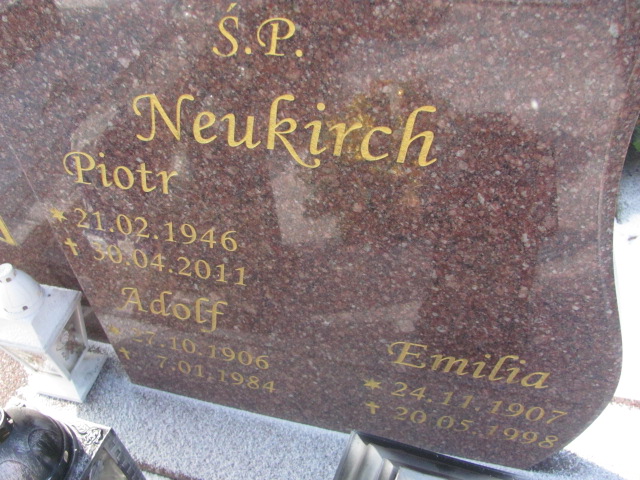 Ś.P.
Neukirch
Piotr
* 21.02.1946
✝ 30.04.2011
Adolf
* 27.10.1906
✝ 7.01.1984
Emilia
* 24.11.1907
✝ 20.05.1998